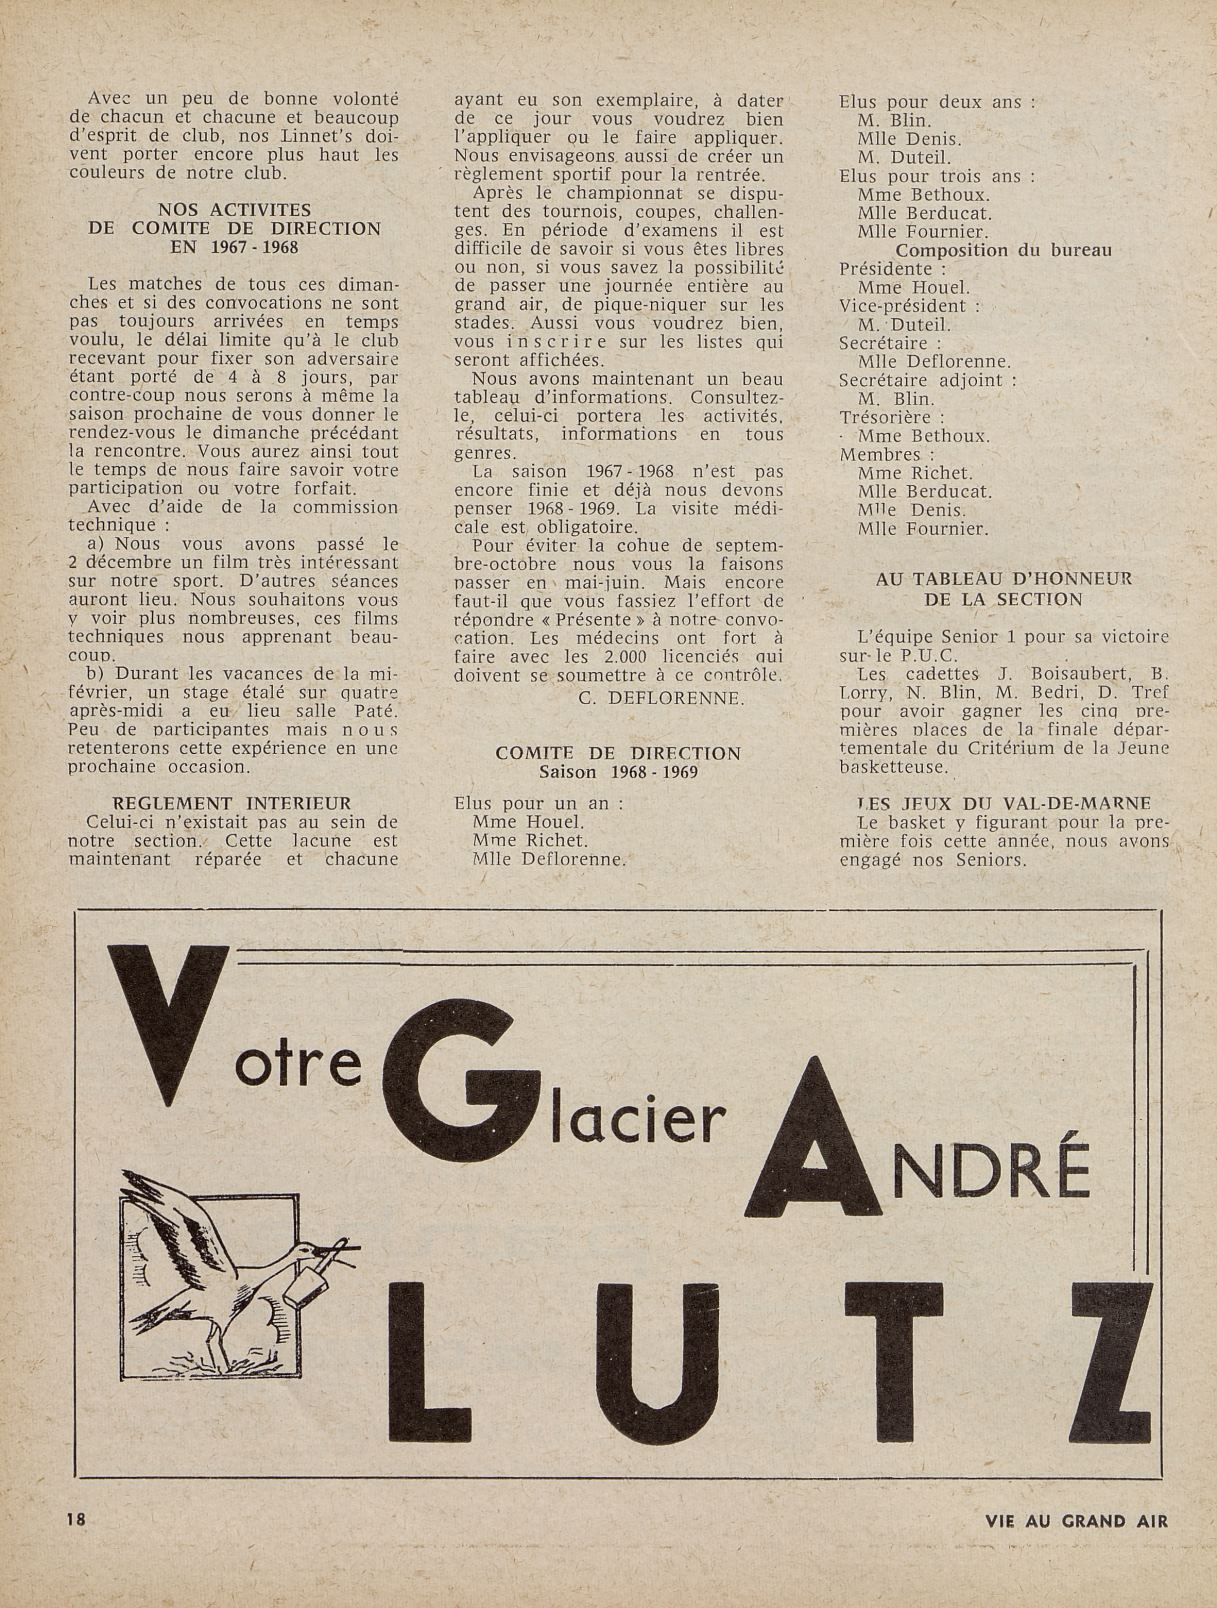 Avec un peu de bonne volonté
de chacun et chacune et beaucoup
d'esprit de club, nos Linnet's doi-
vent porter encore plus haut les
couleurs de notre club.
NOS ACTIVITES
DE COMITE DE DIRECTION
EN 1967-1968
Les matches de tous ces diman-
ches et si des convocations ne sont
pas toujours arrivées en temps
voulu, le délai limite qu'à le club
recevant pour fixer son adversaire
étant porté de 4 à 8 jours, par
contre-coup nous serons à même la
saison prochaine de vous donner le
rendez-vous le dimanche précédant
la rencontre. Vous aurez ainsi tout
le temps de nous faire savoir votre
participation ou votre forfait.
Avec d'aide de la commission
technique :
a) Nous vous avons passé le
2 décembre un film très intéressant
sur notre sport. D'autres séances
auront lieu. Nous souhaitons vous
y voir plus nombreuses, ces films
techniques nous apprenant beau-
coup.
b) Durant les vacances de la mi-
février, un stage étalé sur quatre
après-midi a eu lieu salle Paté.
Peu de participantes mais nous
retenterons cette expérience en une
prochaine occasion.
REGLEMENT INTERIEUR
Celui-ci n'existait pas au sein de
notre section. Cette lacune est
maintenant réparée et chacune
ayant eu son exemplaire, à dater
de ce jour vous voudrez bien
l'appliquer ou le faire appliquer.
Nous envisageons aussi de créer un
règlement sportif pour la rentrée.
Après le championnat se dispu-
tent des tournois, coupes, challen-
ges. En période d'examens il est
difficile de savoir si vous êtes libres
ou non, si vous savez la possibilité
de passer une journée entière au
grand air, de pique-niquer sur les
stades. Aussi vous voudrez bien,
vous inscrire sur les listes qui
seront affichées.
Nous avons maintenant un beau
tableau d'informations. Consultez-
le, celui-ci portera les activités,
résultats, informations en tous
genres.
La saison 1967-1968 n'est pas
encore finie et déjà nous devons
penser 1968-1969. La visite médi-
cale est obligatoire.
Pour éviter la cohue de septem-
bre-octobre nous vous la faisons
passer en mai-juin. Mais encore
faut-il que vous fassiez l'effort de
répondre « Présente » à notre convo-
cation. Les médecins ont fort à
faire avec les 2.000 licenciés qui
doivent se soumettre à ce contrôle.
C. DEFLORENNE.
COMITE DE DIRECTION
Saison 1968-1969
Elus pour un an :
Mme Houel.
Mme Richet.
Mlle Deflorenne.
Elus pour deux ans :
M. Blin.
Mlle Denis.
M. Duteil.
Elus pour trois ans :
Mme Bethoux.
Mlle Berducat.
Mlle Fournier.
Composition du bureau
Présidente :
Mme Houel.
Vice-président :
M. Duteil.
Secrétaire :
Mlle Deflorenne.
Secrétaire adjoint :
M. Blin.
Trésorière :
Mme Bethoux.
Membres :
Mme Richet.
Mlle Berducat.
Mlle Denis.
Mlle Fournier.
AU TABLEAU D'HONNEUR
DE LA SECTION
L'équipe Senior 1 pour sa victoire
sur le P.U.C.
Les cadettes J. Boisaubert, B.
Lorry, N. Blin, M. Bedri, D. Tref
pour avoir gagner les cinq pre-
mières places de la finale dépar-
tementale du Critérium de la Jeune
basketteuse.
LES JEUX DU VAL-DE-MARNE
Le basket y figurant pour la pre-
mière fois cette année, nous avons
engagé nos Seniors.
Votre Glacier ANDRÉ
LUTZ
18
VIE AU GRAND AIR